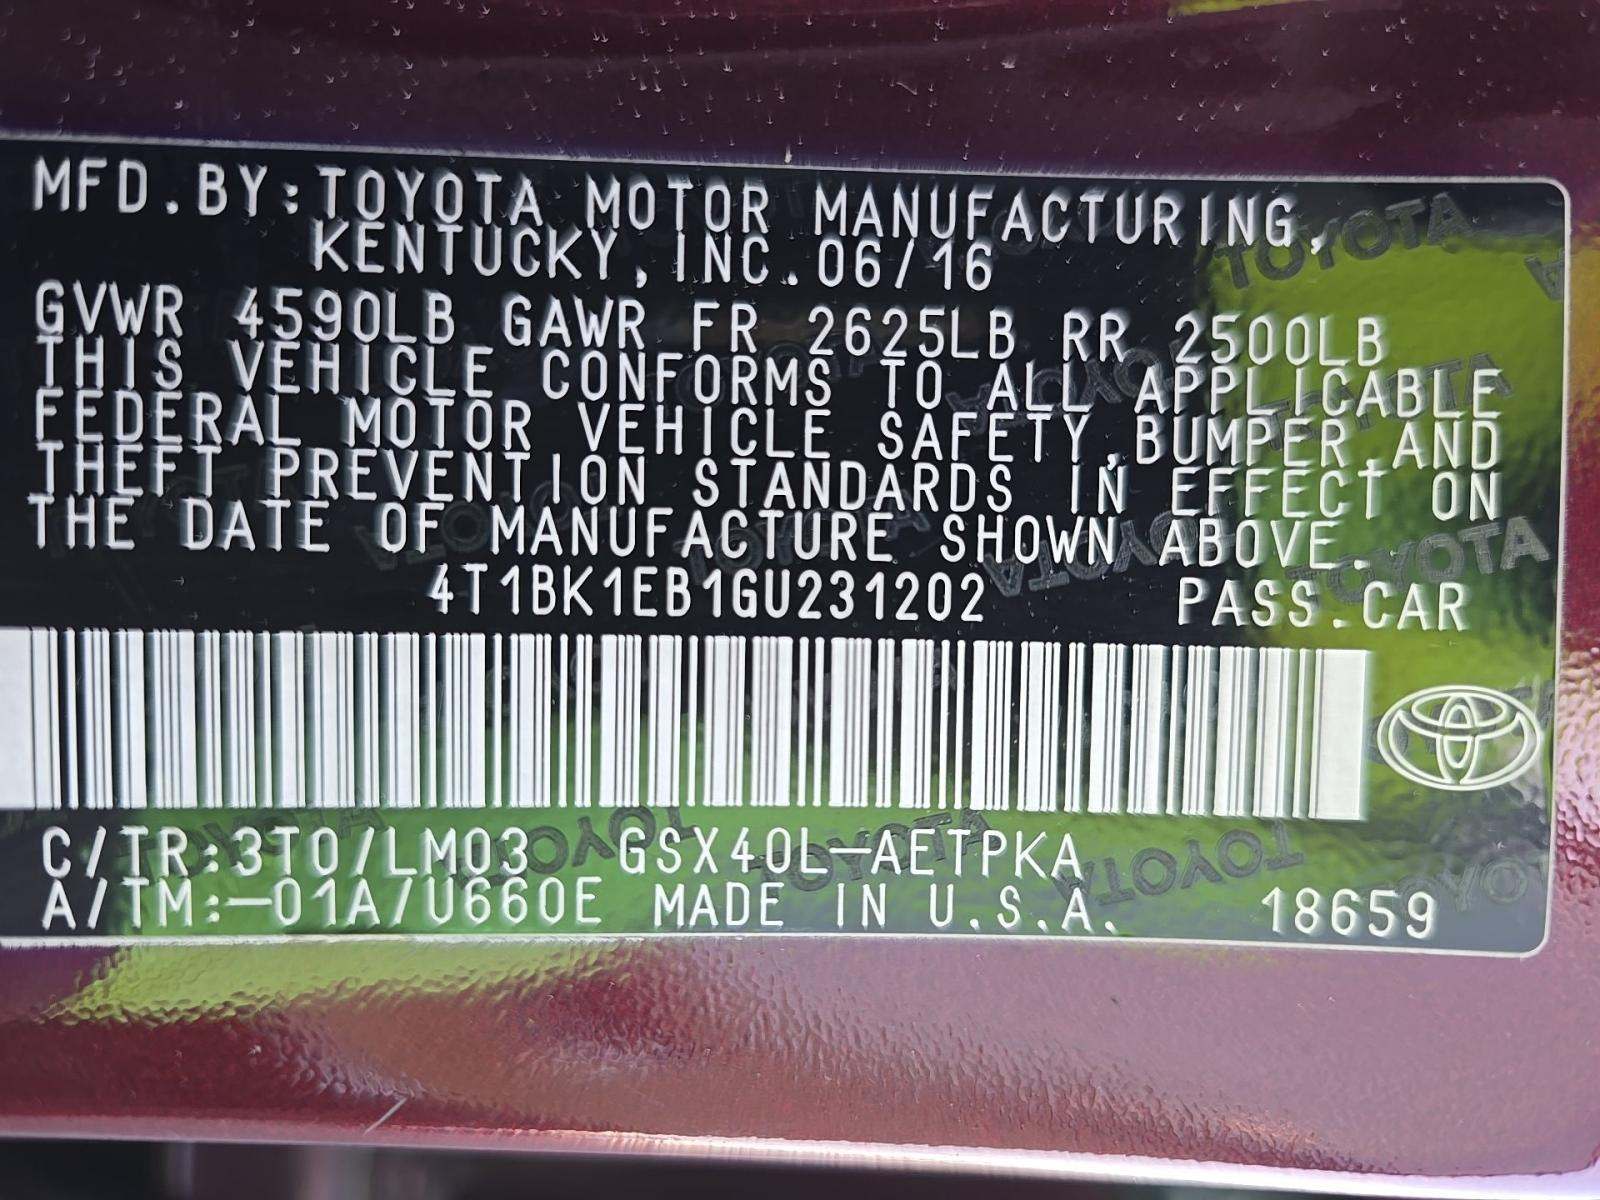 MFD.BY:TOYOTA MOTOR MANUFACTURING,
KENTUCKY,INC.06/16
GVWR 4590LB GAWR FR 2625LB RR 2500LB
THIS VEHICLE CONFORMS TO ALL APPLICABLE
FEDERAL MOTOR VEHICLE SAFETY,BUMPER,AND
THEFT PREVENTION STANDARDS IN EFFECT ON
THE DATE OF MANUFACTURE SHOWN ABOVE.
4T1BK1EB1GU231202 PASS.CAR
C/TR:3T0/LM03 GSX40L-AETPKA
A/TM:-01A/U660E MADE IN U.S.A. 18659